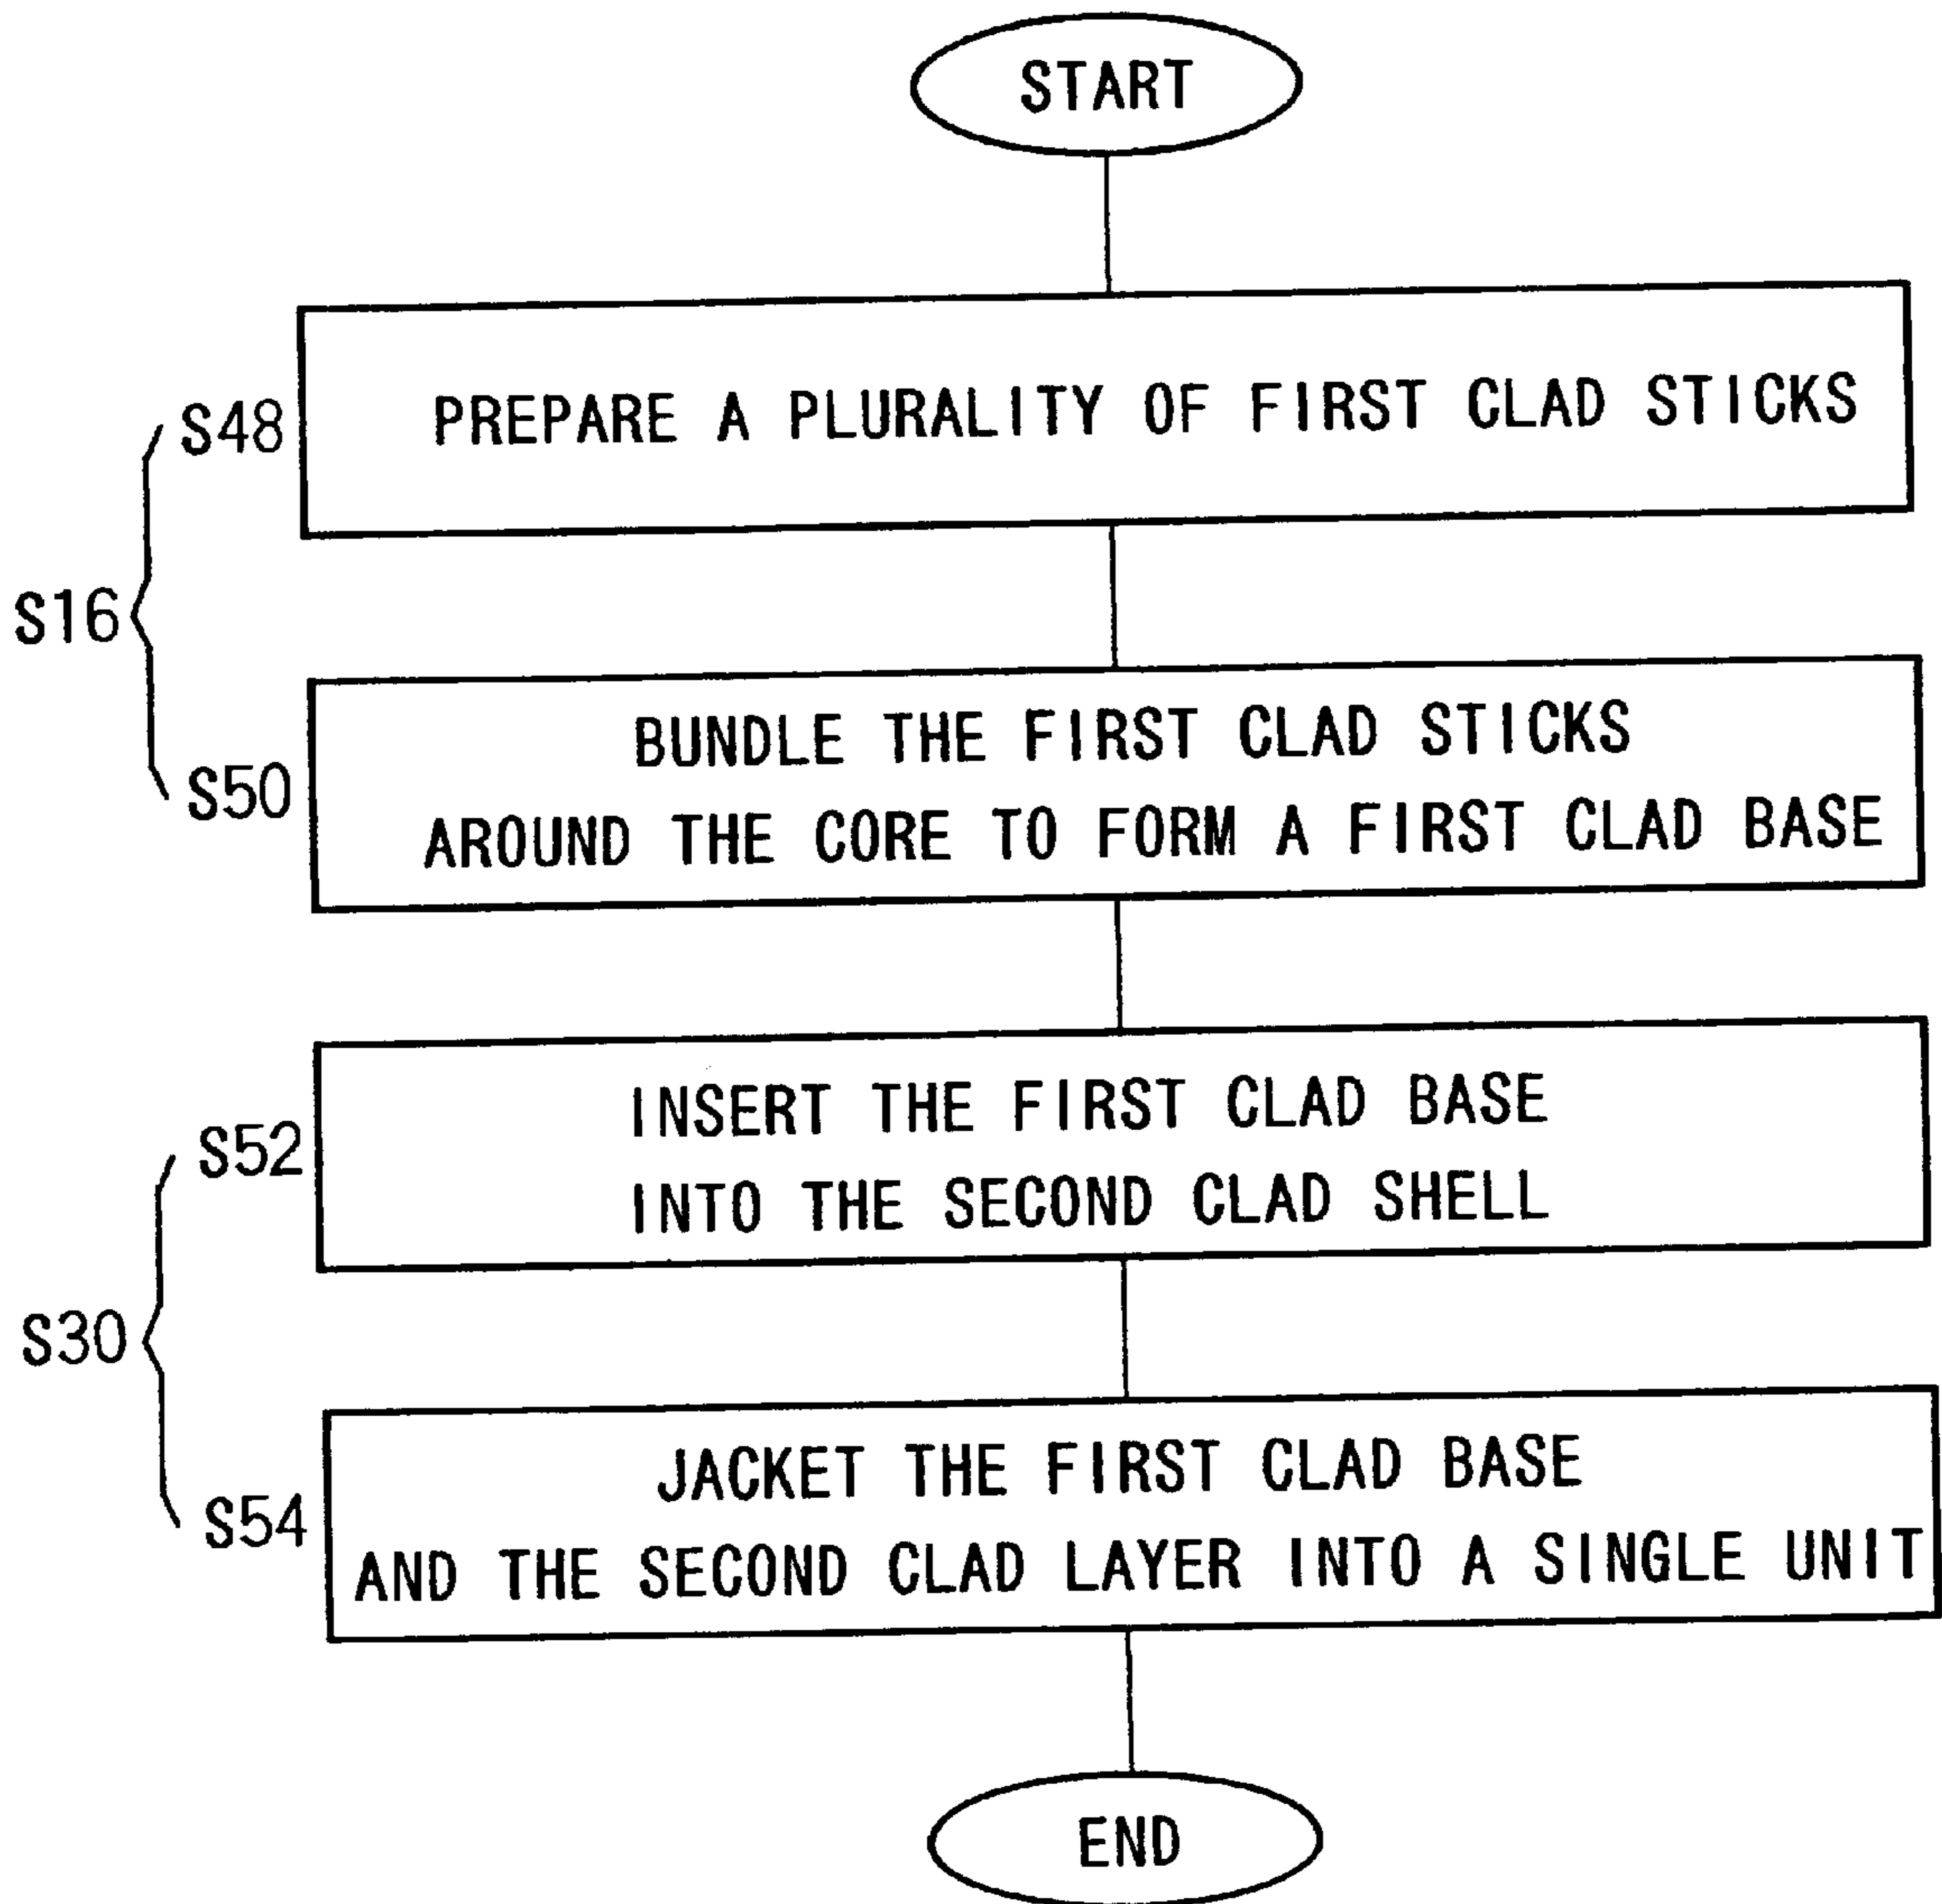 START
S48
PREPARE A PLURALITY OF FIRST CLAD STICKS
S16
S50
BUNDLE THE FIRST CLAD STICKS
AROUND THE CORE TO FORM A FIRST CLAD BASE
S52
INSERT THE FIRST CLAD BASE
INTO THE SECOND CLAD SHELL
S30
S54
JACKET THE FIRST CLAD BASE
AND THE SECOND CLAD LAYER INTO A SINGLE UNIT
END